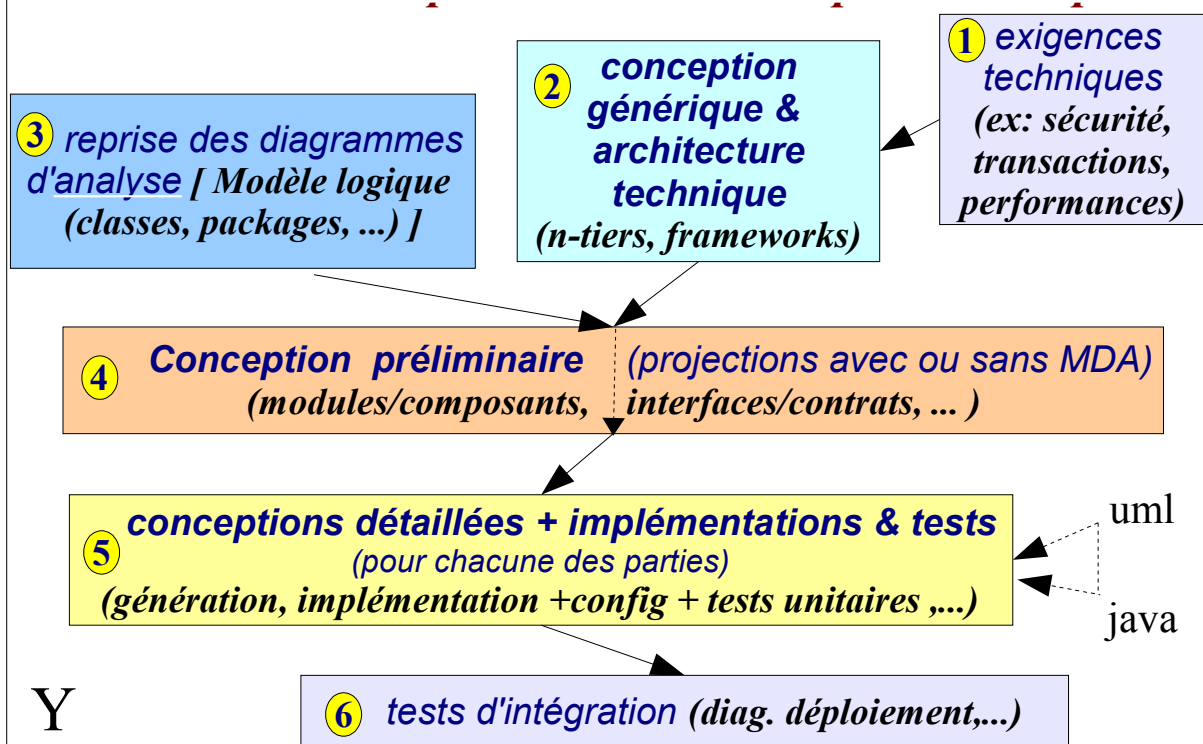 1 exigences
techniques
(ex: sécurité,
transactions,
performances)
2 conception
générique &
architecture
technique
(n-tiers, frameworks)
3 reprise des diagrammes
d'analyse [ Modèle logique
(classes, packages, ...) ]
4 Conception préliminaire (projections avec ou sans MDA)
(modules/composants, interfaces/contrats, ... )
5 conceptions détaillées + implémentations & tests
(pour chacune des parties)
(génération, implémentation +config + tests unitaires ,...)
uml
java
Y
6 tests d'intégration (diag. déploiement,...)